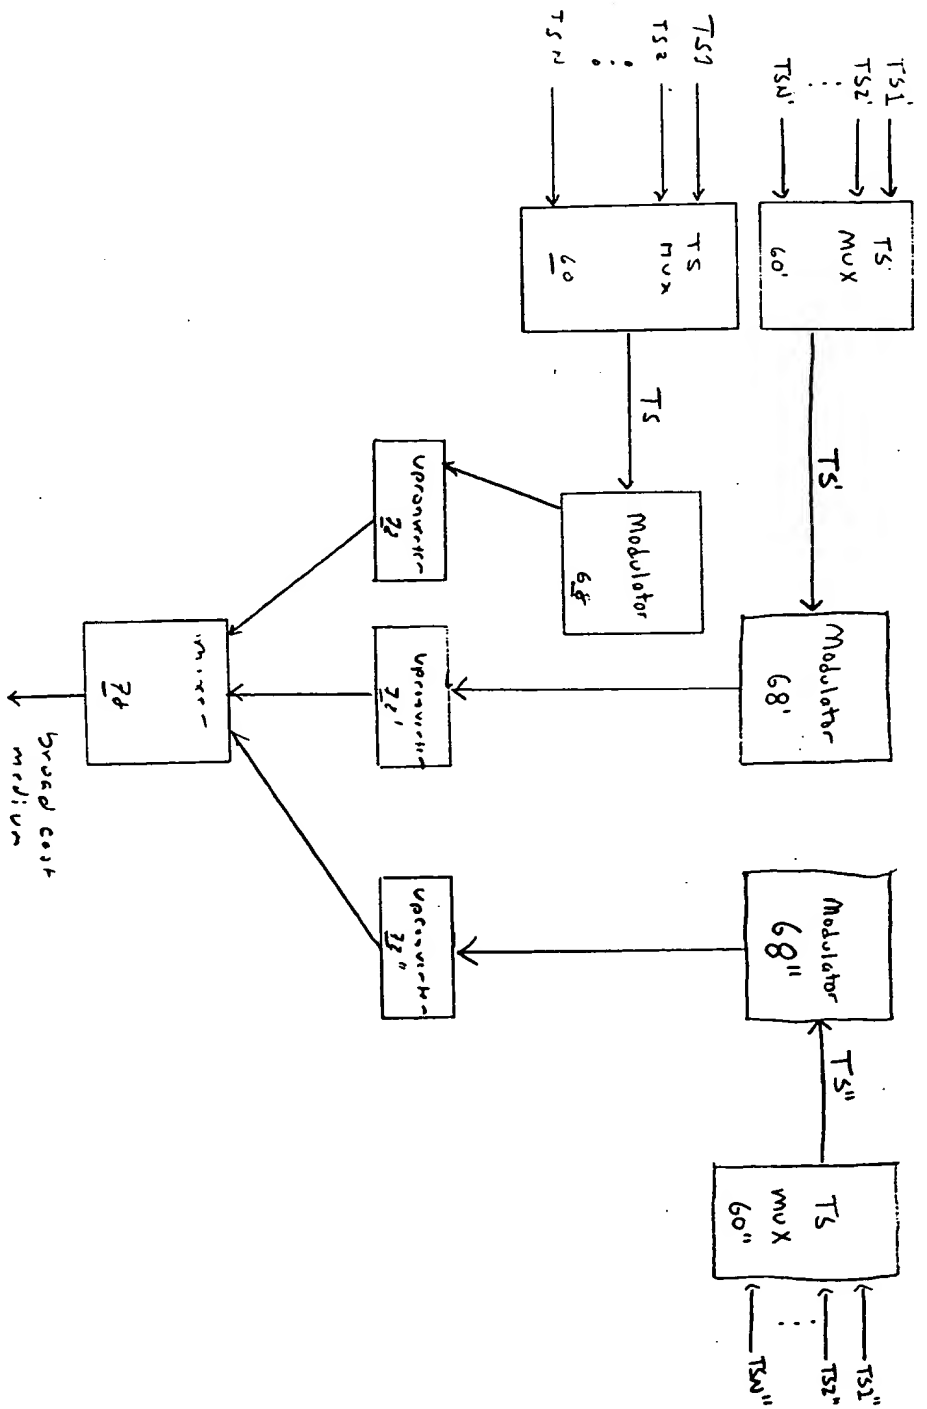 TS1'
TS2'
TSN'
TS
MUX
60'
TS'
Modulator
68'
Modulator
68"
TS"
TS
MUX
60"
TS1"
TS2"
TSN"
TS1
TS2
TSN
TS
MUX
60
TS
Modulator
68
upconverter
72
upconverter
72'
upconverter
72"
mixer
broadcast
medium